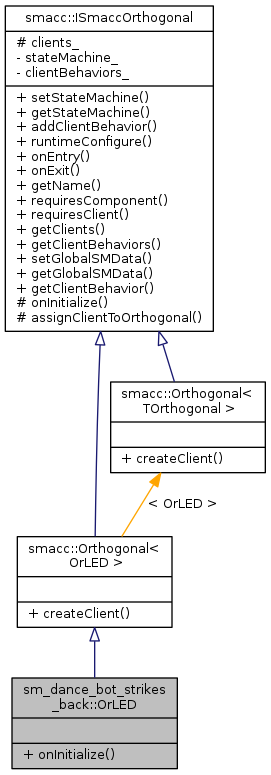 smacc::ISmaccOrthogonal
# clients_
- stateMachine_
- clientBehaviors_
+ setStateMachine()
+ getStateMachine()
+ addClientBehavior()
+ runtimeConfigure()
+ onEntry()
+ onExit()
+ getName()
+ requiresComponent()
+ requiresClient()
+ getClients()
+ getClientBehaviors()
+ setGlobalSMData()
+ getGlobalSMData()
+ getClientBehavior()
# onInitialize()
# assignClientToOrthogonal()
smacc::Orthogonal<
TOrthogonal >
+ createClient()
< OrLED >
smacc::Orthogonal<
OrLED >
+ createClient()
sm_dance_bot_strikes
_back::OrLED
+ onInitialize()